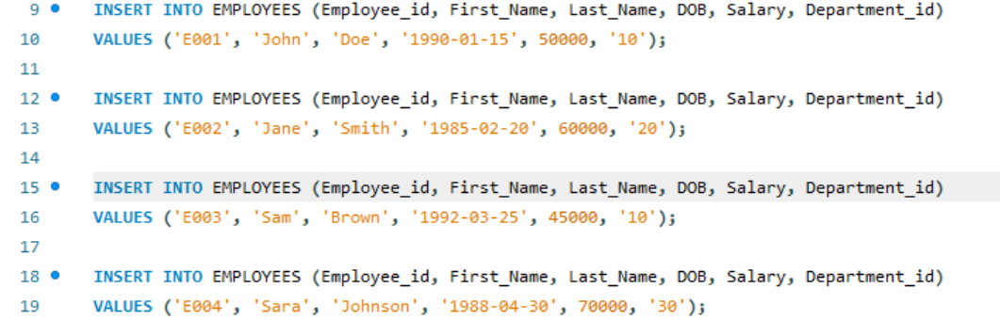 9 INSERT INTO EMPLOYEES (Employee_id, First_Name, Last_Name, DOB, Salary, Department_id)
10 VALUES ('E001', 'John', 'Doe', '1990-01-15', 50000, '10');
11
12 INSERT INTO EMPLOYEES (Employee_id, First_Name, Last_Name, DOB, Salary, Department_id)
13 VALUES ('E002', 'Jane', 'Smith', '1985-02-20', 60000, '20');
14
15 INSERT INTO EMPLOYEES (Employee_id, First_Name, Last_Name, DOB, Salary, Department_id)
16 VALUES ('E003', 'Sam', 'Brown', '1992-03-25', 45000, '10');
17
18 INSERT INTO EMPLOYEES (Employee_id, First_Name, Last_Name, DOB, Salary, Department_id)
19 VALUES ('E004', 'Sara', 'Johnson', '1988-04-30', 70000, '30');